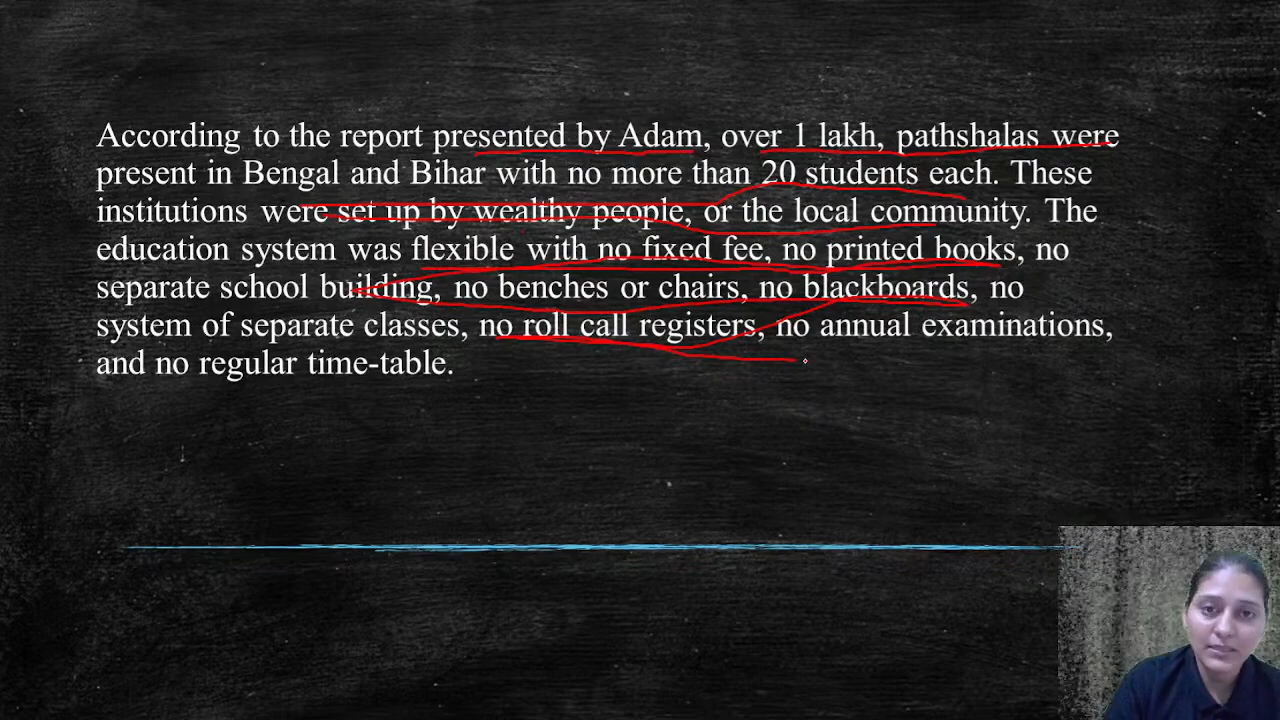 According to the report presented by Adam, over 1 lakh, pathshalas were
present in Bengal and Bihar with no more than 20 students each. These
institutions were set up by wealthy people, or the local community. The
education system was flexible with no fixed fee, no printed books, no
separate school building, no benches or chairs, no blackboards, no
system of separate classes, no roll call registers, no annual examinations,
and no regular time-table.